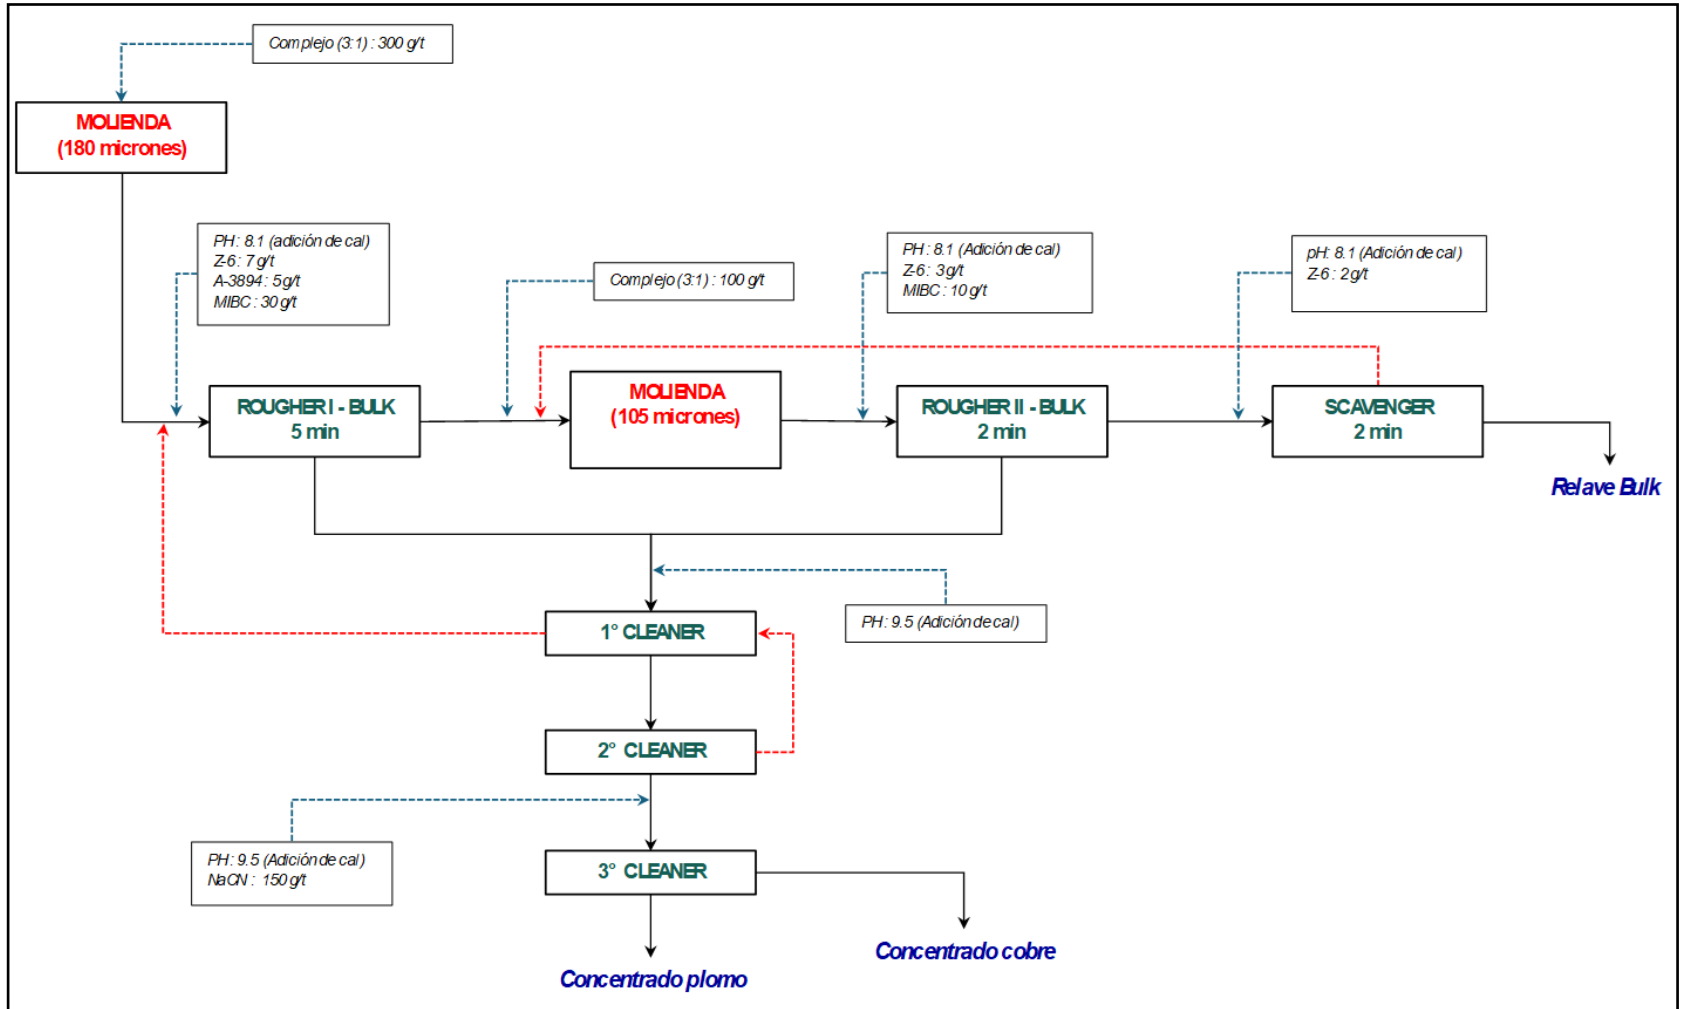 Complejo (3:1) : 300 g/t
MOLIENDA
(180 micrones)
PH: 8.1 (adición de cal)
Z-6: 7 g/t
A-3894: 5 g/t
MIBC : 30 g/t
Complejo (3:1) : 100 g/t
PH: 8.1 (Adición de cal)
Z-6 : 3 g/t
MIBC : 10 g/t
pH: 8.1 (Adición de cal)
Z-6 : 2 g/t
ROUGHER I - BULK
5 min
MOLIENDA
(105 micrones)
ROUGHER II - BULK
2 min
SCAVENGER
2 min
Relave Bulk
PH: 9.5 (Adición de cal)
1° CLEANER
2° CLEANER
PH: 9.5 (Adición de cal)
NaCN : 150 g/t
3° CLEANER
Concentrado cobre
Concentrado plomo